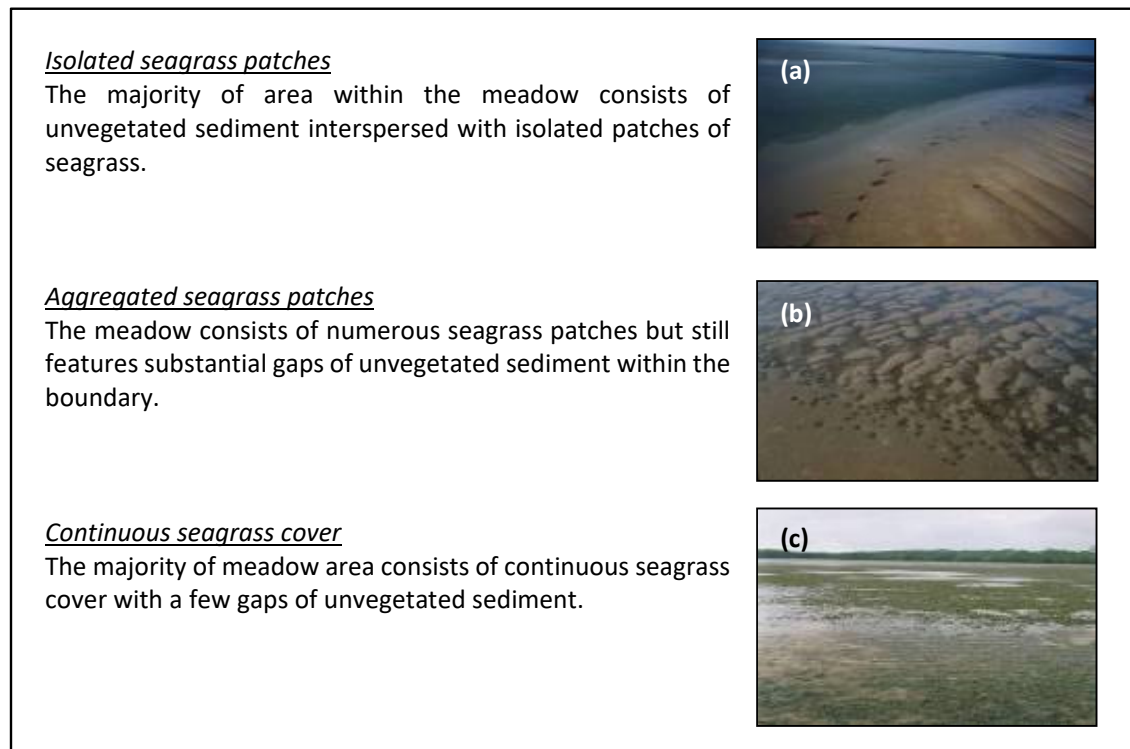 Isolated seagrass patches
The majority of area within the meadow consists of
unvegetated sediment interspersed with isolated patches of
seagrass.
(a)
Aggregated seagrass patches
The meadow consists of numerous seagrass patches but still
features substantial gaps of unvegetated sediment within the
boundary.
(b)
Continuous seagrass cover
The majority of meadow area consists of continuous seagrass
cover with a few gaps of unvegetated sediment.
(c)